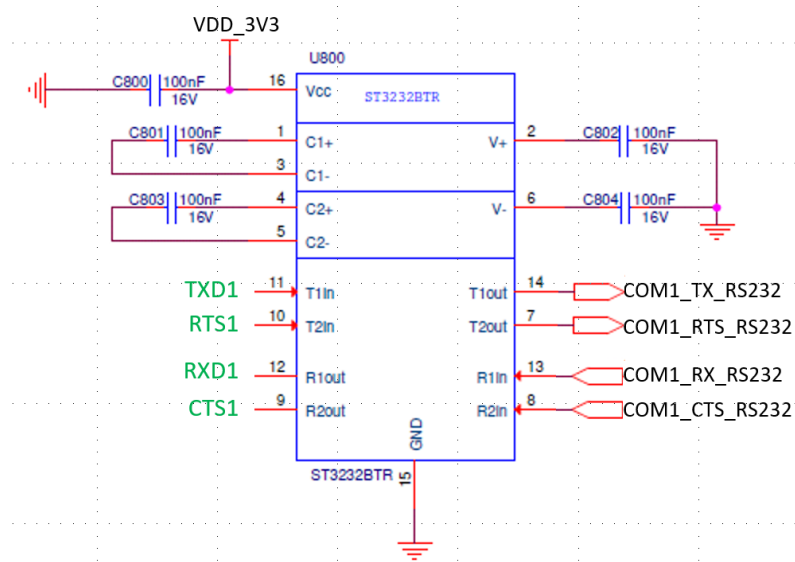 VDD_3V3
U800
C800 100nF 16 Vcc ST3232BTR
16V
C801 100nF 1 C1+ V+ 2 C802 100nF
16V 16V
3 C1-
C803 100nF 4 C2+ V- 6 C804 100nF
16V 16V
5 C2-
TXD1 11 T1In T1out 14 COM1_TX_RS232
RTS1 10 T2In T2out 7 COM1_RTS_RS232
RXD1 12 R1out R1In 13 COM1_RX_RS232
CTS1 9 R2out R2In 8 COM1_CTS_RS232
GND
ST3232BTR 15